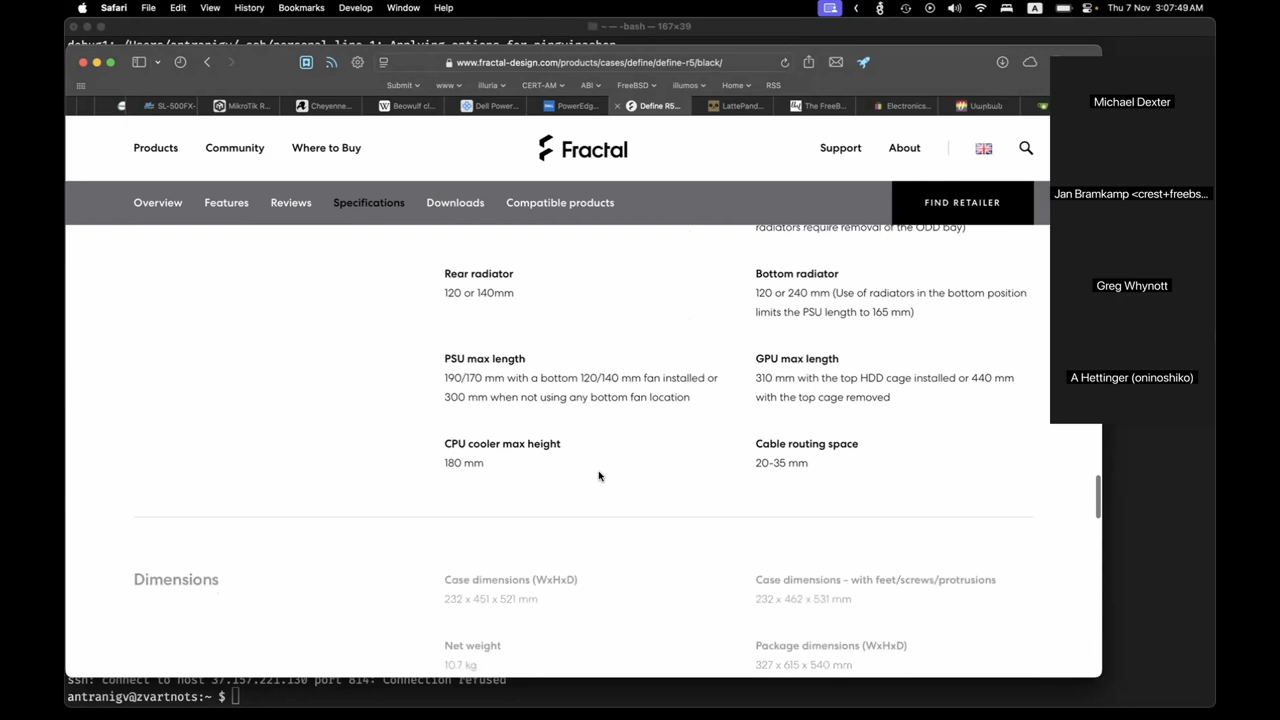 Safari File Edit View History Bookmarks Develop Window Help A Thu 7 Nov 3:07:49 AM
~ — -bash — 167×39
www.fractal-design.com/products/cases/define/define-r5/black/
Submit www illuria CERT-AM ABI FreeBSD illumos Home RSS
SL-500FX- MikroTik R... Cheyenne... Beowulf cl... Dell Power... PowerEdg... Define R5... LattePand... The FreeB... Electronics... Սարխան
Products Community Where to Buy Fractal Support About
Overview Features Reviews Specifications Downloads Compatible products FIND RETAILER
radiators require removal of the ODD bay)
Rear radiator
120 or 140mm
Bottom radiator
120 or 240 mm (Use of radiators in the bottom position
limits the PSU length to 165 mm)
PSU max length
190/170 mm with a bottom 120/140 mm fan installed or
300 mm when not using any bottom fan location
GPU max length
310 mm with the top HDD cage installed or 440 mm
with the top cage removed
CPU cooler max height
180 mm
Cable routing space
20-35 mm
Dimensions
Case dimensions (WxHxD)
232 x 451 x 521 mm
Case dimensions - with feet/screws/protrusions
232 x 462 x 531 mm
Net weight
10.7 kg
Package dimensions (WxHxD)
327 x 615 x 540 mm
Michael Dexter
Jan Bramkamp <crest+freebs...
Greg Whynott
A Hettinger (oninoshiko)
ssh: connect to host 37.157.221.130 port 814: Connection refused
antranigv@zvartnots:~ $